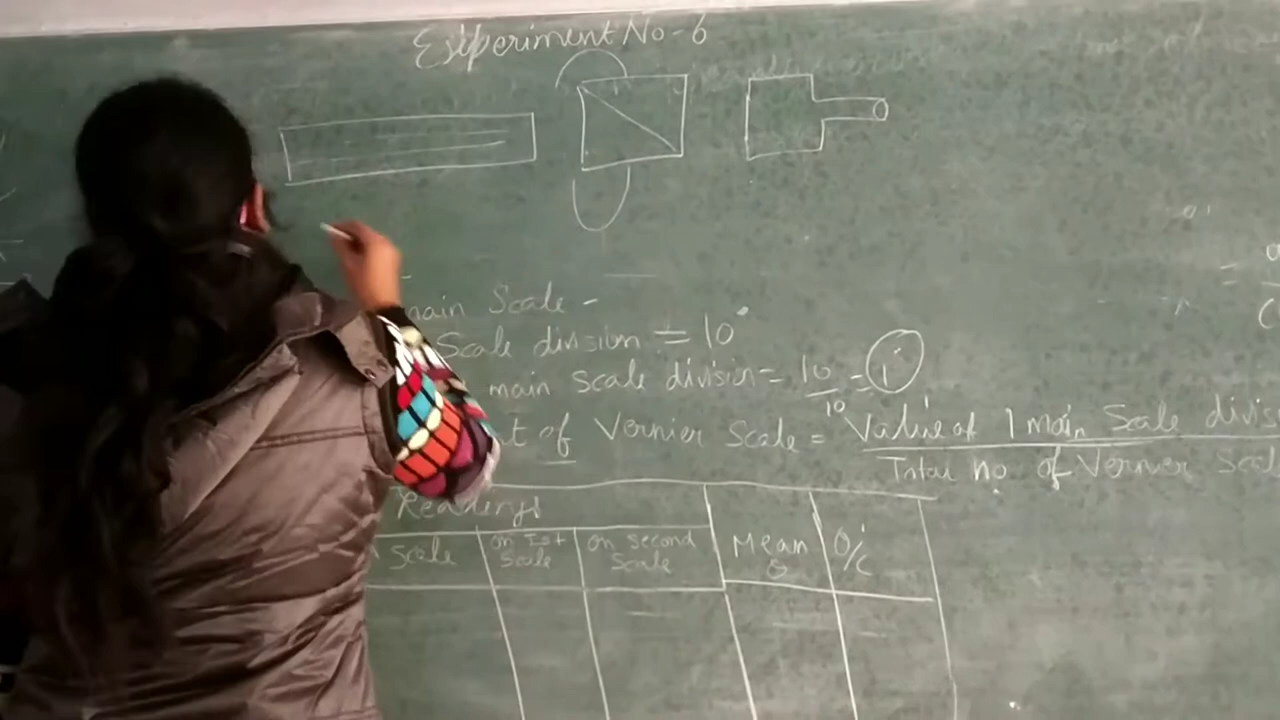 Experiment No-6
main Scale -
Scale division = 10°
main scale division = 10/10 = 1°
of Vernier Scale = Value of 1 main Scale divis
Total no. of Vernier Scal
Readings
Scale
on Ist Scale
on Second Scale
Mean θ
θ/c